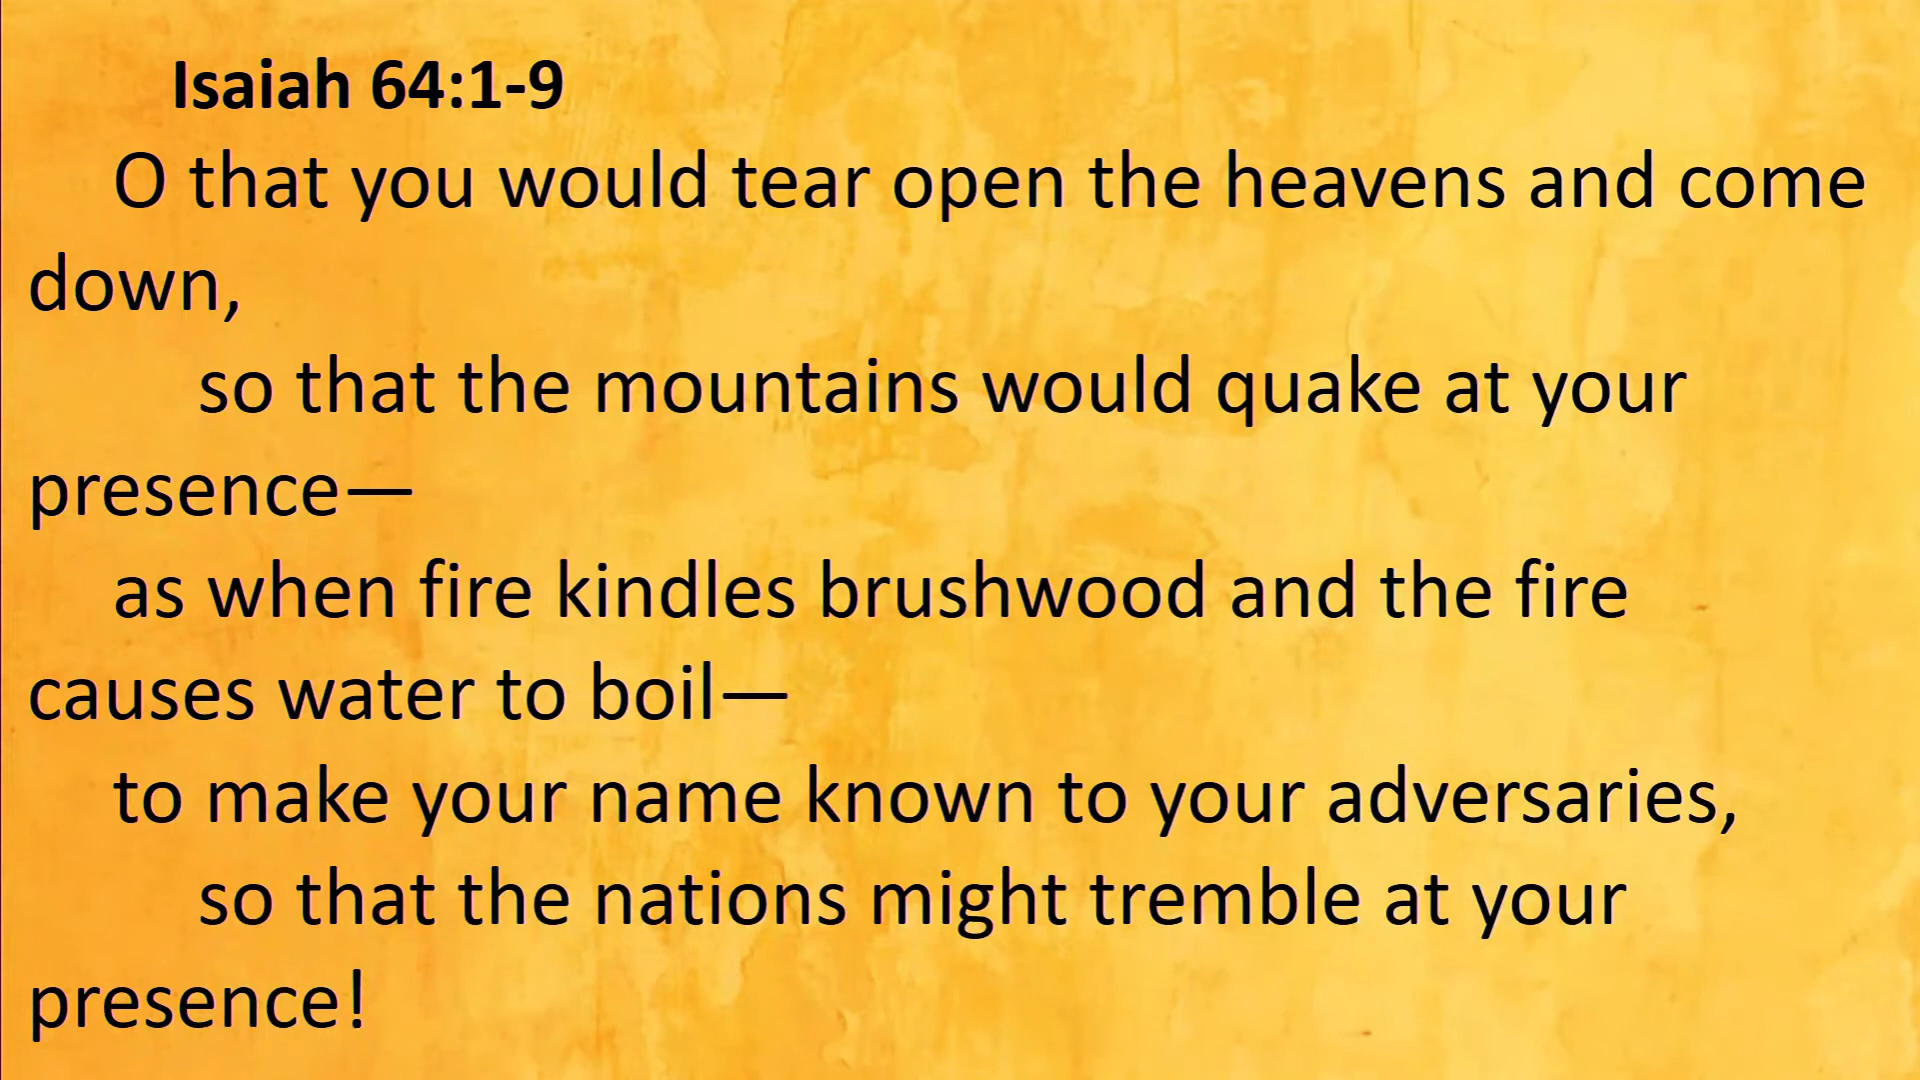 Isaiah 64:1-9
O that you would tear open the heavens and come
down,
so that the mountains would quake at your
presence—
as when fire kindles brushwood and the fire
causes water to boil—
to make your name known to your adversaries,
so that the nations might tremble at your
presence!